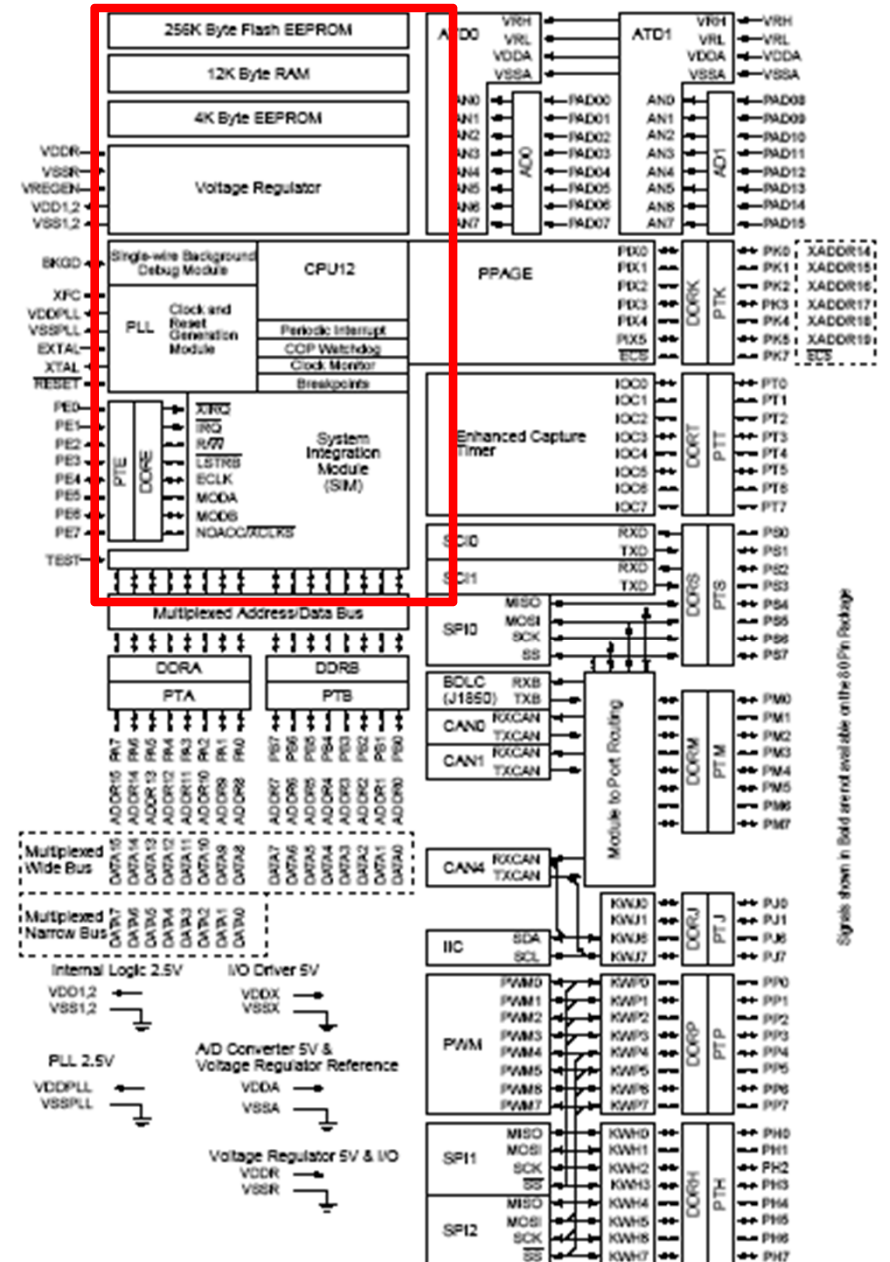 256K Byte Flash EEPROM
12K Byte RAM
4K Byte EEPROM
VDDR
VSSR
VREGEN
VDD1,2
VSS1,2
Voltage Regulator
BKGD
Single-wire Background
Debug Module
CPU12
XFC
VDDPLL
VSSPLL
EXTAL
XTAL
RESET
PLL
Clock and
Reset
Generation
Module
Periodic Interrupt
COP Watchdog
Clock Monitor
Breakpoints
PE0
PE1
PE2
PE3
PE4
PE5
PE6
PE7
TEST
PTE
DDRE
XIRQ
IRQ
R/W
LSTRB
ECLK
MODA
MODB
NOACC/XCLKS
System
Integration
Module
(SIM)
Multiplexed Address/Data Bus
DDRA
PTA
DDRB
PTB
PA7 PA6 PA5 PA4 PA3 PA2 PA1 PA0
PB7 PB6 PB5 PB4 PB3 PB2 PB1 PB0
ADDR15 ADDR14 ADDR13 ADDR12 ADDR11 ADDR10 ADDR9 ADDR8
ADDR7 ADDR6 ADDR5 ADDR4 ADDR3 ADDR2 ADDR1 ADDR0
Multiplexed
Wide Bus
DATA15 DATA14 DATA13 DATA12 DATA11 DATA10 DATA9 DATA8
DATA7 DATA6 DATA5 DATA4 DATA3 DATA2 DATA1 DATA0
Multiplexed
Narrow Bus
DATA7 DATA6 DATA5 DATA4 DATA3 DATA2 DATA1 DATA0
Internal Logic 2.5V
VDD1,2
VSS1,2
I/O Driver 5V
VDDX
VSSX
PLL 2.5V
VDDPLL
VSSPLL
A/D Converter 5V &
Voltage Regulator Reference
VDDA
VSSA
Voltage Regulator 5V & I/O
VDDR
VSSR
ATD0
VRH
VRL
VDDA
VSSA
ATD1
VRH VRH
VRL VRL
VDDA VDDA
VSSA VSSA
AN0 PAD00 AN0 PAD08
AN1 PAD01 AN1 PAD09
AN2 PAD02 AN2 PAD10
AN3 PAD03 AN3 PAD11
AN4 PAD04 AN4 PAD12
AN5 PAD05 AN5 PAD13
AN6 PAD06 AN6 PAD14
AN7 PAD07 AN7 PAD15
AD0
AD1
PPAGE
PIX0 PK0 XADDR14
PIX1 PK1 XADDR15
PIX2 PK2 XADDR16
PIX3 PK3 XADDR17
PIX4 PK4 XADDR18
PIX5 PK5 XADDR19
ECS PK7 ECS
DDRK
PTK
Enhanced Capture
Timer
IOC0 PT0
IOC1 PT1
IOC2 PT2
IOC3 PT3
IOC4 PT4
IOC5 PT5
IOC6 PT6
IOC7 PT7
DDRT
PTT
SCI0
RXD PS0
TXD PS1
SCI1
RXD PS2
TXD PS3
SPI0
MISO PS4
MOSI PS5
SCK PS6
SS PS7
DDRS
PTS
BDLC
(J1850)
RXB
TXB
CAN0
RXCAN
TXCAN
CAN1
RXCAN
TXCAN
CAN4
RXCAN
TXCAN
Module to Port Routing
DDRM
PTM
PM0
PM1
PM2
PM3
PM4
PM5
PM6
PM7
IIC
SDA
SCL
KWJ0 PJ0
KWJ1 PJ1
KWJ6 PJ6
KWJ7 PJ7
DDRJ
PTJ
PWM
PWM0 KWP0 PP0
PWM1 KWP1 PP1
PWM2 KWP2 PP2
PWM3 KWP3 PP3
PWM4 KWP4 PP4
PWM5 KWP5 PP5
PWM6 KWP6 PP6
PWM7 KWP7 PP7
DDRP
PTP
SPI1
MISO KWH0 PH0
MOSI KWH1 PH1
SCK KWH2 PH2
SS KWH3 PH3
SPI2
MISO KWH4 PH4
MOSI KWH5 PH5
SCK KWH6 PH6
SS KWH7 PH7
DDRH
PTH
Signals shown in Bold are not available on the 80 Pin Package